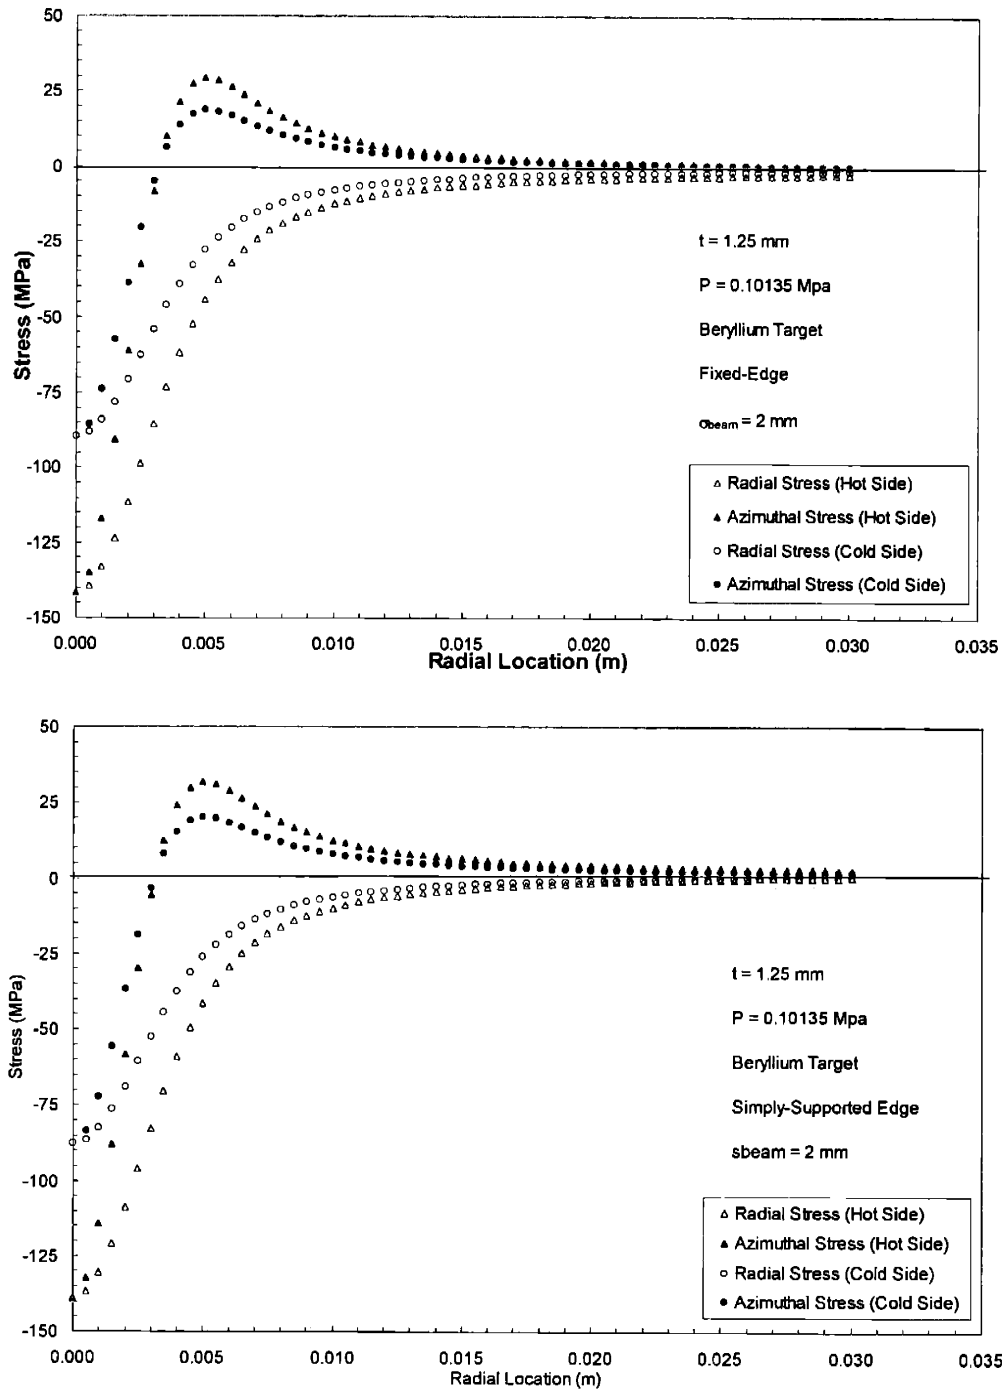 50
25
0
-25
-50
-75
-100
-125
-150
Stress (MPa)
t = 1.25 mm
P = 0.10135 Mpa
Beryllium Target
Fixed-Edge
σbeam = 2 mm
Radial Stress (Hot Side)
Azimuthal Stress (Hot Side)
Radial Stress (Cold Side)
Azimuthal Stress (Cold Side)
0.000 0.005 0.010 0.015 0.020 0.025 0.030 0.035
Radial Location (m)
50
25
0
-25
-50
-75
-100
-125
-150
Stress (MPa)
t = 1.25 mm
P = 0.10135 Mpa
Beryllium Target
Simply-Supported Edge
sbeam = 2 mm
Radial Stress (Hot Side)
Azimuthal Stress (Hot Side)
Radial Stress (Cold Side)
Azimuthal Stress (Cold Side)
0.000 0.005 0.010 0.015 0.020 0.025 0.030 0.035
Radial Location (m)